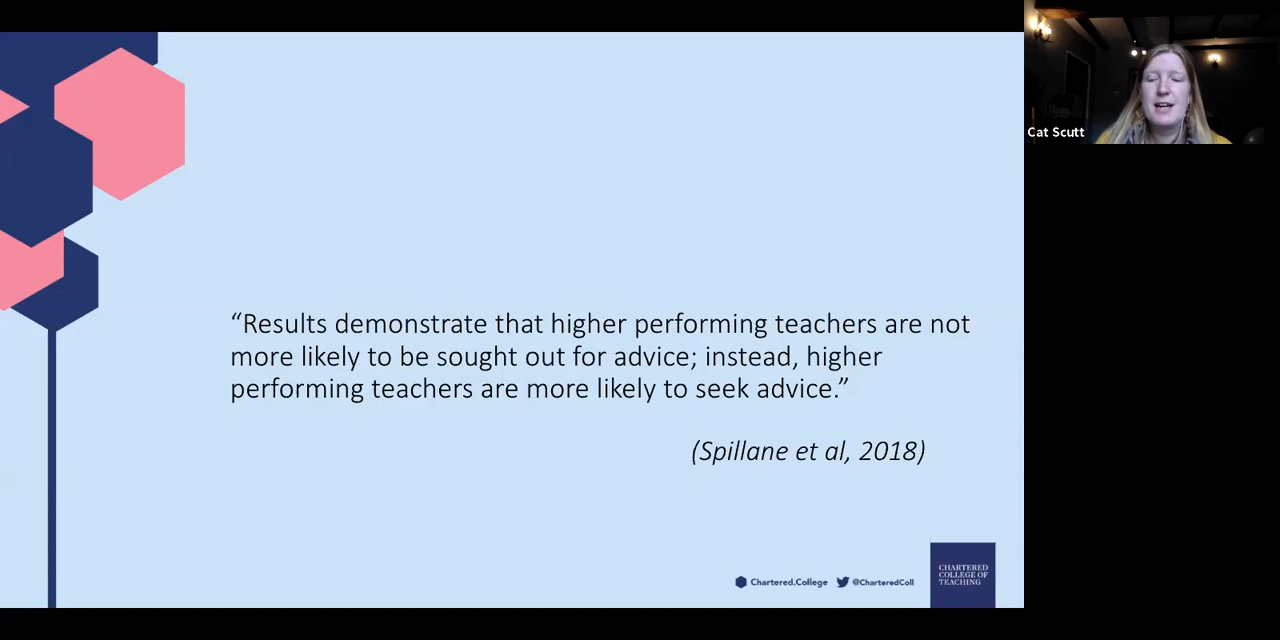 Cat Scutt
“Results demonstrate that higher performing teachers are not
more likely to be sought out for advice; instead, higher
performing teachers are more likely to seek advice.”
(Spillane et al, 2018)
Chartered.College @CharteredColl
CHARTERED
COLLEGE OF
TEACHING